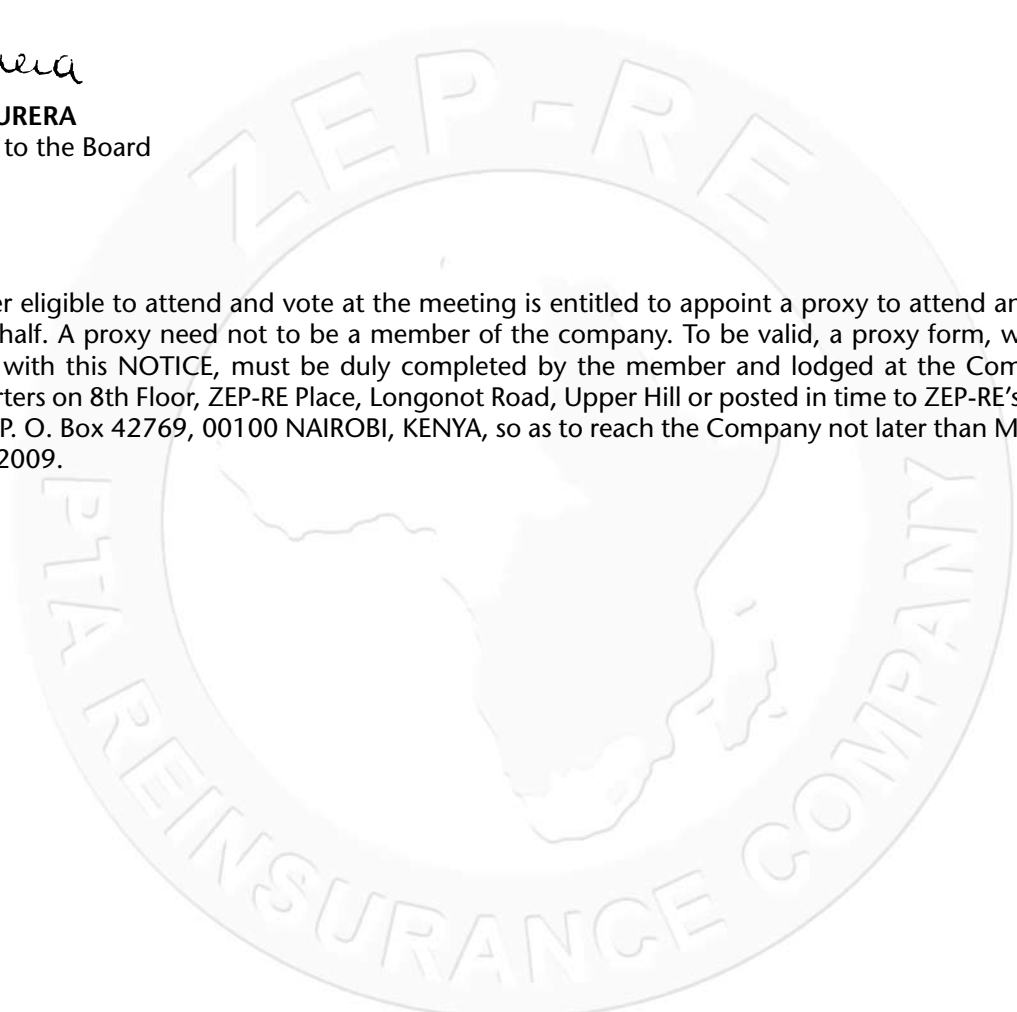 URERA
to the Board
er eligible to attend and vote at the meeting is entitled to appoint a proxy to attend an
half. A proxy need not to be a member of the company. To be valid, a proxy form, w
with this NOTICE, must be duly completed by the member and lodged at the Com
rters on 8th Floor, ZEP-RE Place, Longonot Road, Upper Hill or posted in time to ZEP-RE's
P. O. Box 42769, 00100 NAIROBI, KENYA, so as to reach the Company not later than M
2009.
ZEP-RE
PTA REINSURANCE COMPANY